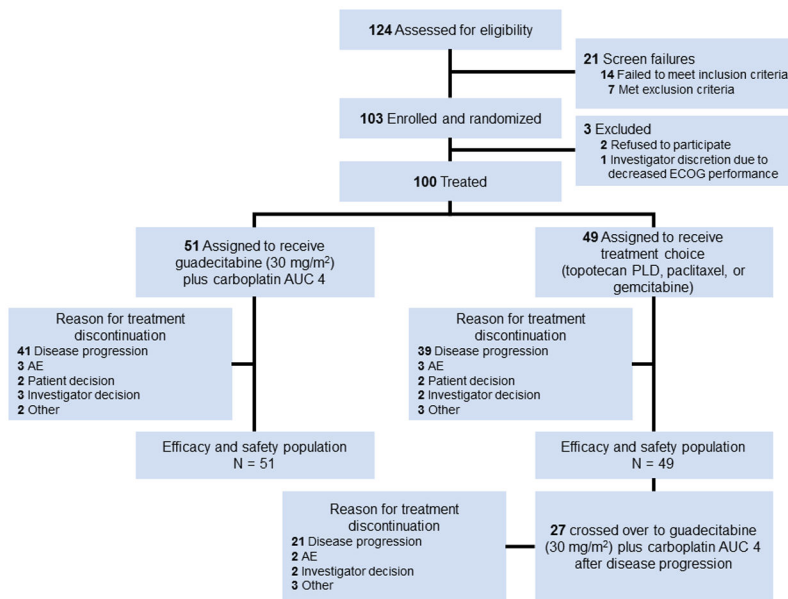 124 Assessed for eligibility
21 Screen failures
14 Failed to meet inclusion criteria
7 Met exclusion criteria
103 Enrolled and randomized
3 Excluded
2 Refused to participate
1 Investigator discretion due to
decreased ECOG performance
100 Treated
51 Assigned to receive
guadecitabine (30 mg/m²)
plus carboplatin AUC 4
49 Assigned to receive
treatment choice
(topotecan PLD, paclitaxel, or
gemcitabine)
Reason for treatment
discontinuation
41 Disease progression
3 AE
2 Patient decision
3 Investigator decision
2 Other
Reason for treatment
discontinuation
39 Disease progression
3 AE
2 Patient decision
2 Investigator decision
3 Other
Efficacy and safety population
N = 51
Efficacy and safety population
N = 49
Reason for treatment
discontinuation
21 Disease progression
2 AE
2 Investigator decision
3 Other
27 crossed over to guadecitabine
(30 mg/m²) plus carboplatin AUC 4
after disease progression